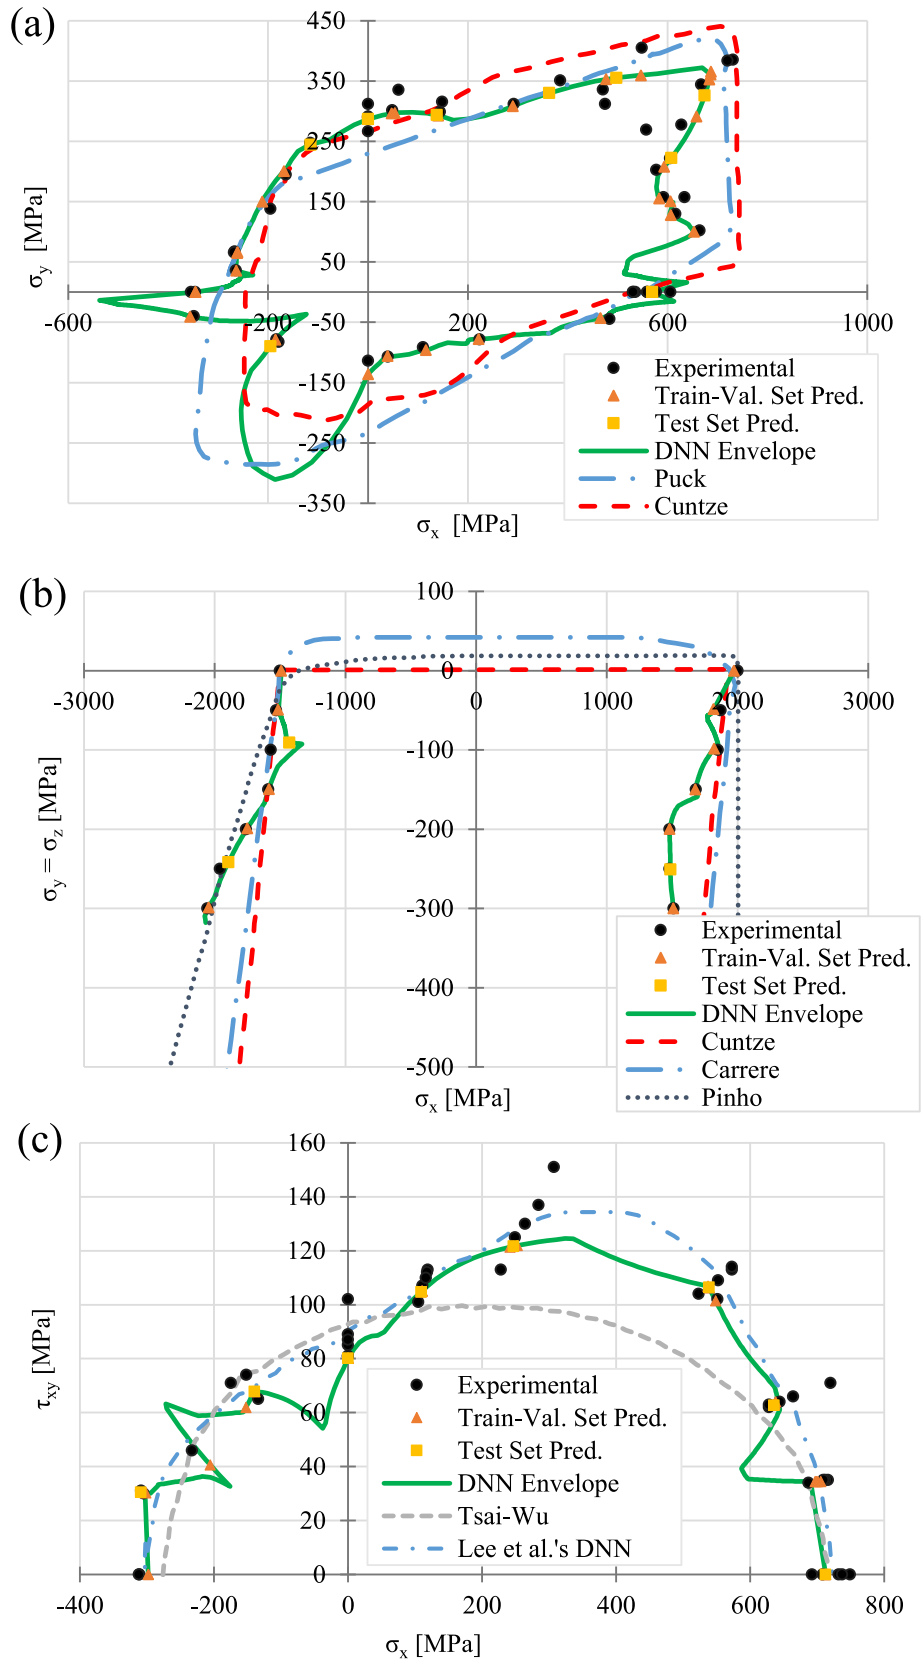 (a)
450
350
250
150
50
-600
-200
-50
200
600
1000
-150
-250
-350
σy [MPa]
σx [MPa]
Experimental
Train-Val. Set Pred.
Test Set Pred.
DNN Envelope
Puck
Cuntze
(b)
100
0
-3000
-2000
-1000
0
1000
2000
3000
-100
-200
-300
-400
-500
σy = σz [MPa]
σx [MPa]
Experimental
Train-Val. Set Pred.
Test Set Pred.
DNN Envelope
Cuntze
Carrere
Pinho
(c)
160
140
120
100
80
60
40
20
0
τxy [MPa]
Experimental
Train-Val. Set Pred.
Test Set Pred.
DNN Envelope
Tsai-Wu
Lee et al.'s DNN
-400
-200
0
200
400
600
800
σx [MPa]